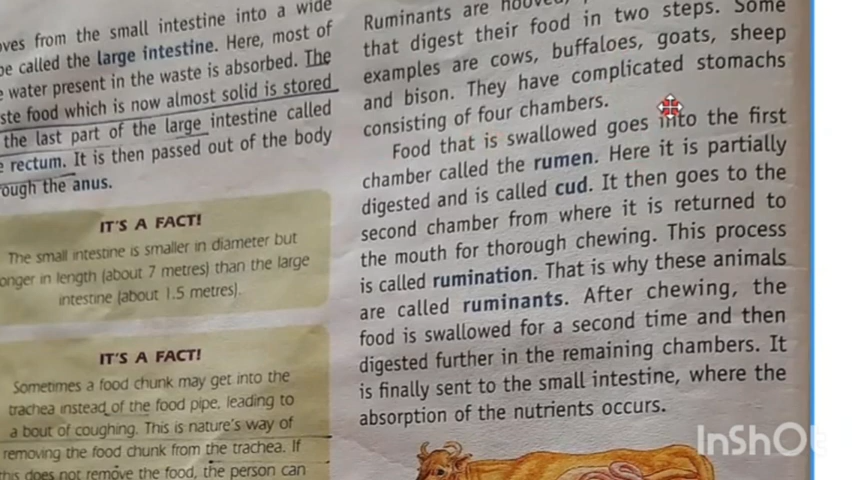 oves from the small intestine into a wide
be called the large intestine. Here, most of
e water present in the waste is absorbed. The
ste food which is now almost solid is stored
the last part of the large intestine called
e rectum. It is then passed out of the body
ough the anus.
IT'S A FACT!
The small intestine is smaller in diameter but
onger in length (about 7 metres) than the large
intestine (about 1.5 metres).
IT'S A FACT!
Sometimes a food chunk may get into the
trachea instead of the food pipe, leading to
a bout of coughing. This is nature's way of
removing the food chunk from the trachea. If
this does not remove the food, the person can
Ruminants are hooved,
that digest their food in two steps. Some
examples are cows, buffaloes, goats, sheep
and bison. They have complicated stomachs
consisting of four chambers.
Food that is swallowed goes into the first
chamber called the rumen. Here it is partially
digested and is called cud. It then goes to the
second chamber from where it is returned to
the mouth for thorough chewing. This process
is called rumination. That is why these animals
are called ruminants. After chewing, the
food is swallowed for a second time and then
digested further in the remaining chambers. It
is finally sent to the small intestine, where the
absorption of the nutrients occurs.
InShOt